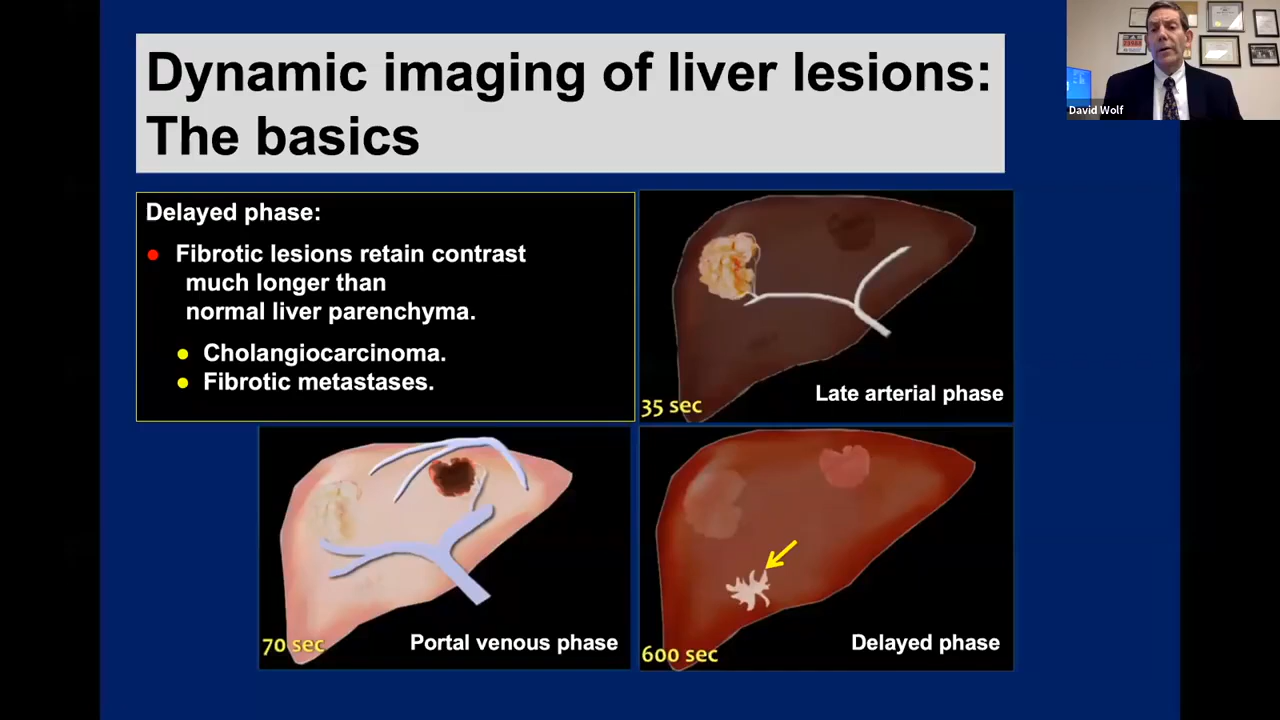 Dynamic imaging of liver lesions:
The basics
David Wolf
Delayed phase:
● Fibrotic lesions retain contrast
much longer than
normal liver parenchyma.
● Cholangiocarcinoma.
● Fibrotic metastases.
35 sec
Late arterial phase
70 sec
Portal venous phase
600 sec
Delayed phase